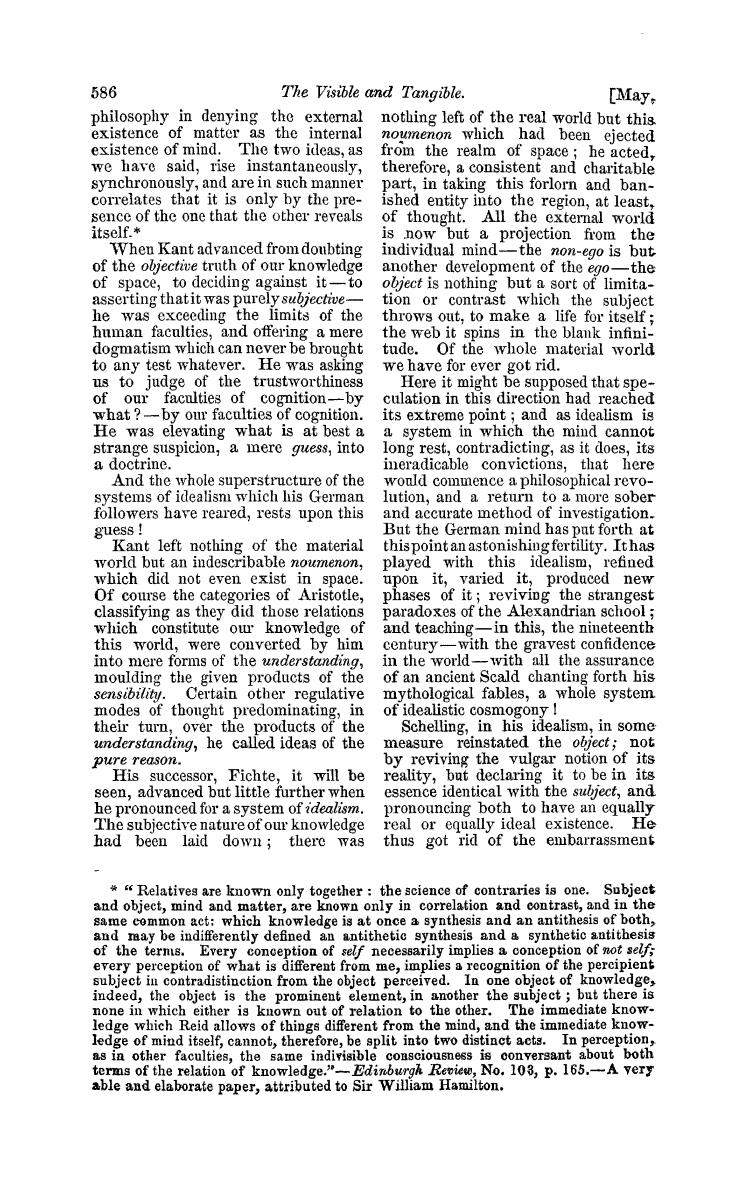 586 The Visible and Tangible. [May,
philosophy in denying the external
existence of matter as the internal
existence of mind. The two ideas, as
we have said, rise instantaneously,
synchronously, and are in such manner
correlates that it is only by the pre-
sence of the one that the other reveals
itself.*
When Kant advanced from doubting
of the objective truth of our knowledge
of space, to deciding against it—to
asserting that it was purely subjective—
he was exceeding the limits of the
human faculties, and offering a mere
dogmatism which can never be brought
to any test whatever. He was asking
us to judge of the trustworthiness
of our faculties of cognition—by
what?—by our faculties of cognition.
He was elevating what is at best a
strange suspicion, a mere guess, into
a doctrine.
And the whole superstructure of the
systems of idealism which his German
followers have reared, rests upon this
guess!
Kant left nothing of the material
world but an indescribable noumenon,
which did not even exist in space.
Of course the categories of Aristotle,
classifying as they did those relations
which constitute our knowledge of
this world, were converted by him
into mere forms of the understanding,
moulding the given products of the
sensibility. Certain other regulative
modes of thought predominating, in
their turn, over the products of the
understanding, he called ideas of the
pure reason.
His successor, Fichte, it will be
seen, advanced but little further when
he pronounced for a system of idealism.
The subjective nature of our knowledge
had been laid down; there was
nothing left of the real world but this
noumenon which had been ejected
from the realm of space; he acted,
therefore, a consistent and charitable
part, in taking this forlorn and ban-
ished entity into the region, at least,
of thought. All the external world
is now but a projection from the
individual mind—the non-ego is but
another development of the ego—the
object is nothing but a sort of limita-
tion or contrast which the subject
throws out, to make a life for itself;
the web it spins in the blank infini-
tude. Of the whole material world
we have for ever got rid.
Here it might be supposed that spe-
culation in this direction had reached
its extreme point; and as idealism is
a system in which the mind cannot
long rest, contradicting, as it does, its
ineradicable convictions, that here
would commence a philosophical revo-
lution, and a return to a more sober
and accurate method of investigation.
But the German mind has put forth at
this point an astonishing fertility. It has
played with this idealism, refined
upon it, varied it, produced new
phases of it; reviving the strangest
paradoxes of the Alexandrian school;
and teaching—in this, the nineteenth
century—with the gravest confidence
in the world—with all the assurance
of an ancient Scald chanting forth his
mythological fables, a whole system
of idealistic cosmogony!
Schelling, in his idealism, in some
measure reinstated the object; not
by reviving the vulgar notion of its
reality, but declaring it to be in its
essence identical with the subject, and
pronouncing both to have an equally
real or equally ideal existence. He
thus got rid of the embarrassment
* "Relatives are known only together: the science of contraries is one. Subject
and object, mind and matter, are known only in correlation and contrast, and in the
same common act: which knowledge is at once a synthesis and an antithesis of both,
and may be indifferently defined an antithetic synthesis and a synthetic antithesis
of the terms. Every conception of self necessarily implies a conception of not self;
every perception of what is different from me, implies a recognition of the percipient
subject in contradistinction from the object perceived. In one object of knowledge,
indeed, the object is the prominent element, in another the subject; but there is
none in which either is known out of relation to the other. The immediate know-
ledge which Reid allows of things different from the mind, and the immediate know-
ledge of mind itself, cannot, therefore, be split into two distinct acts. In perception,
as in other faculties, the same indivisible consciousness is conversant about both
terms of the relation of knowledge."—Edinburgh Review, No. 103, p. 165.—A very
able and elaborate paper, attributed to Sir William Hamilton.